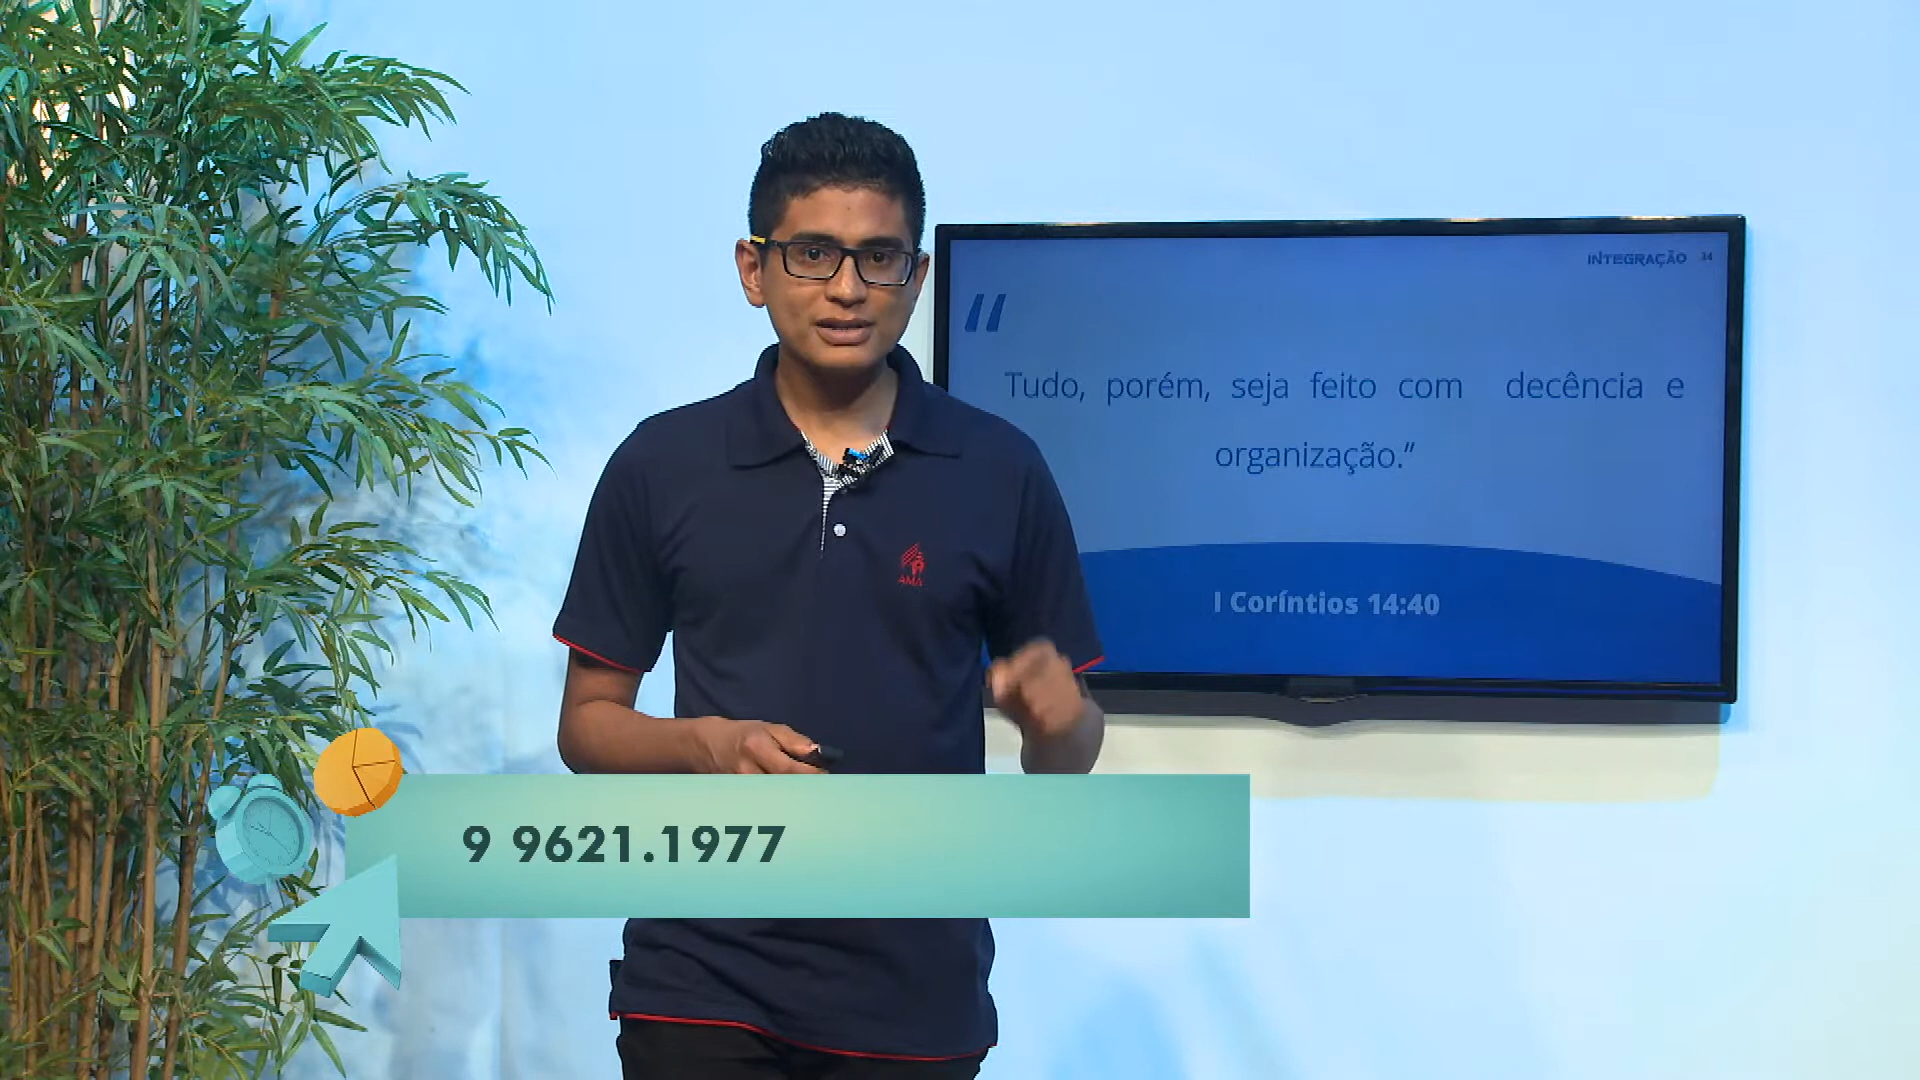 INTEGRAÇÃO 34
“
Tudo, porém, seja feito com decência e
organização.”
I Coríntios 14:40
AMA
9 9621.1977